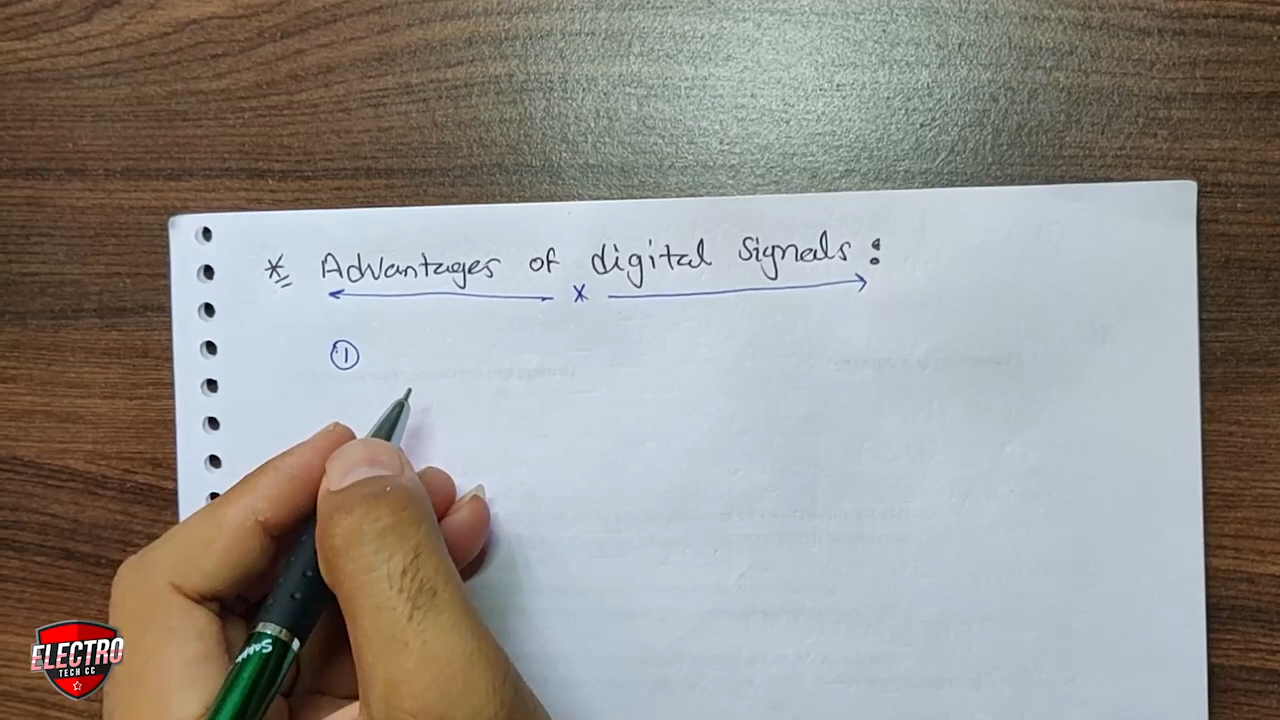 * Advantages of digital signals :
①
ELECTRO
TECH CC